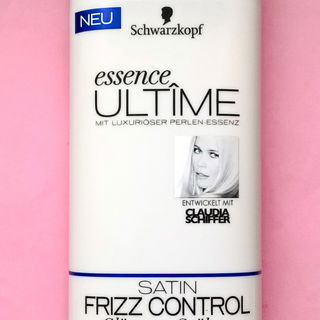 NEU
Schwarzkopf
essence
ULTÎME
MIT LUXURIÖSER PERLEN-ESSENZ
ENTWICKELT MIT
CLAUDIA
SCHIFFER
SATIN
FRIZZ CONTROL